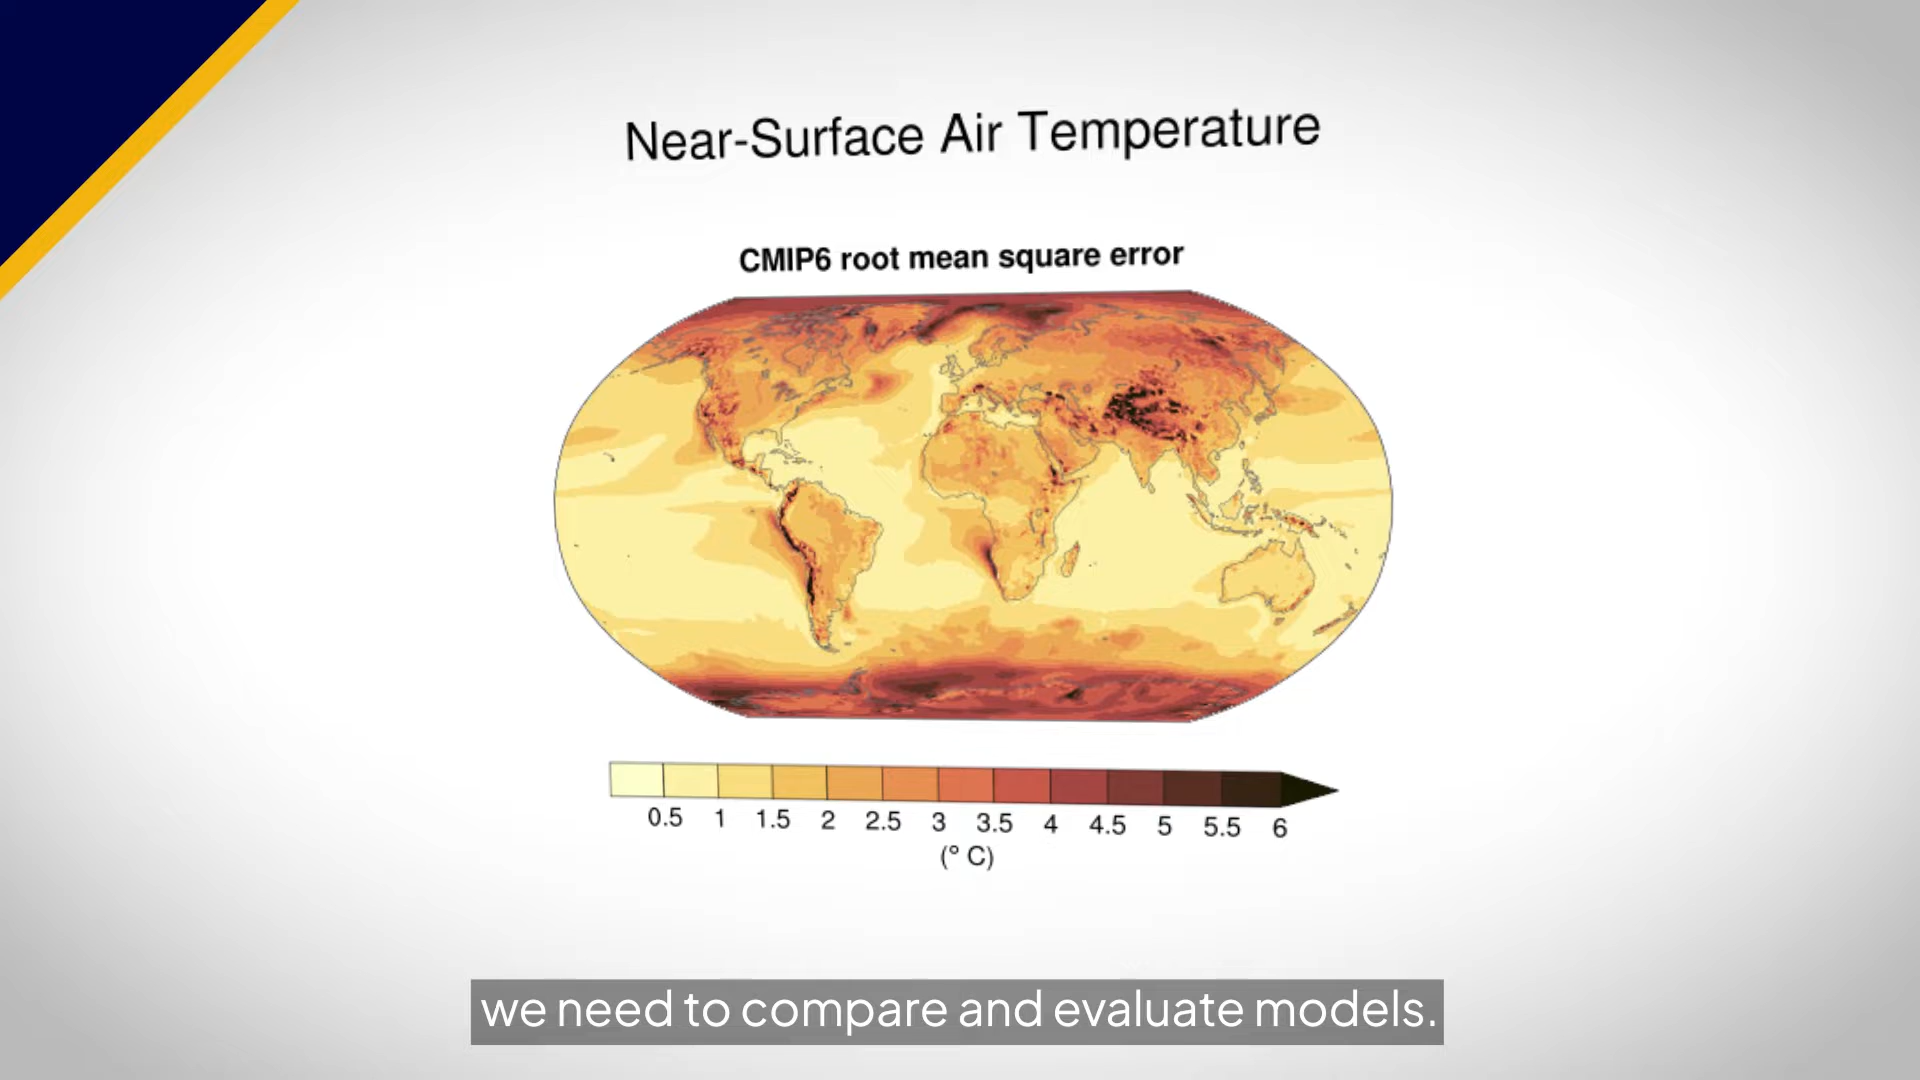 Near-Surface Air Temperature
CMIP6 root mean square error
0.5 1 1.5 2 2.5 3 3.5 4 4.5 5 5.5 6
(° C)
we need to compare and evaluate models.